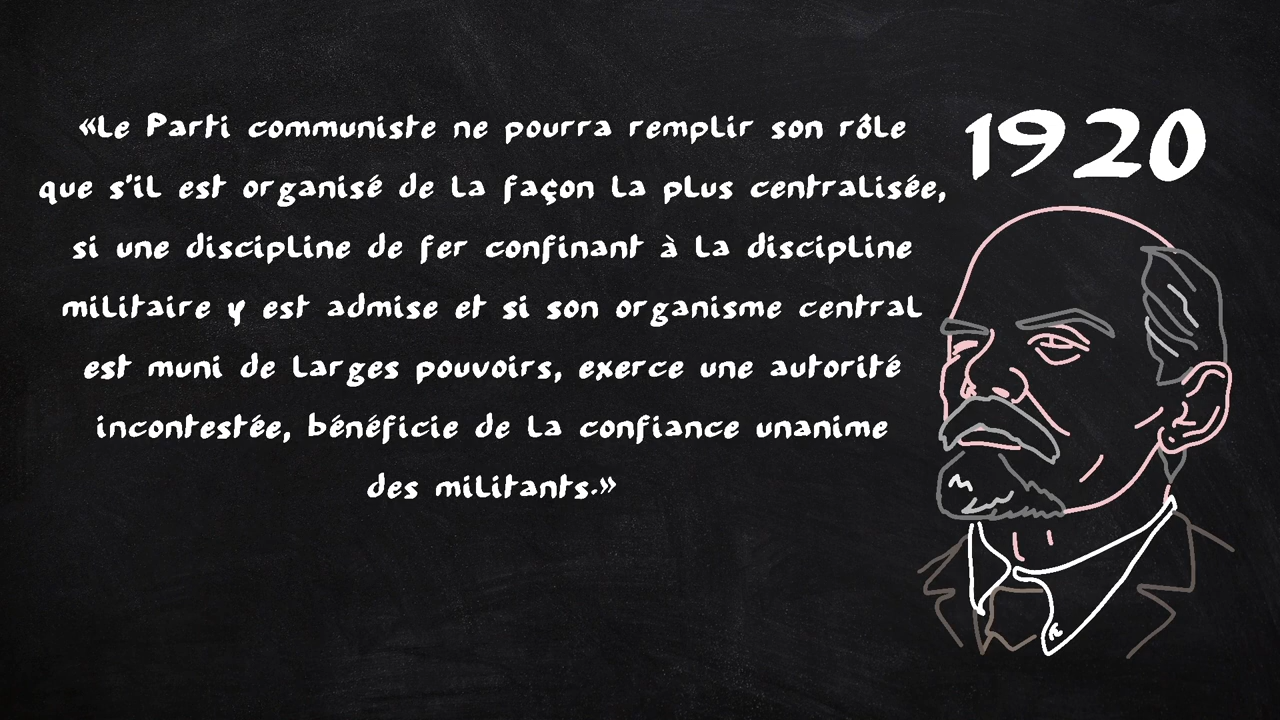 «Le Parti communiste ne pourra remplir son rôle
que s'il est organisé de la façon la plus centralisée,
si une discipline de fer confinant à la discipline
militaire y est admise et si son organisme central
est muni de larges pouvoirs, exerce une autorité
incontestée, bénéficie de la confiance unanime
des militants.»
1920